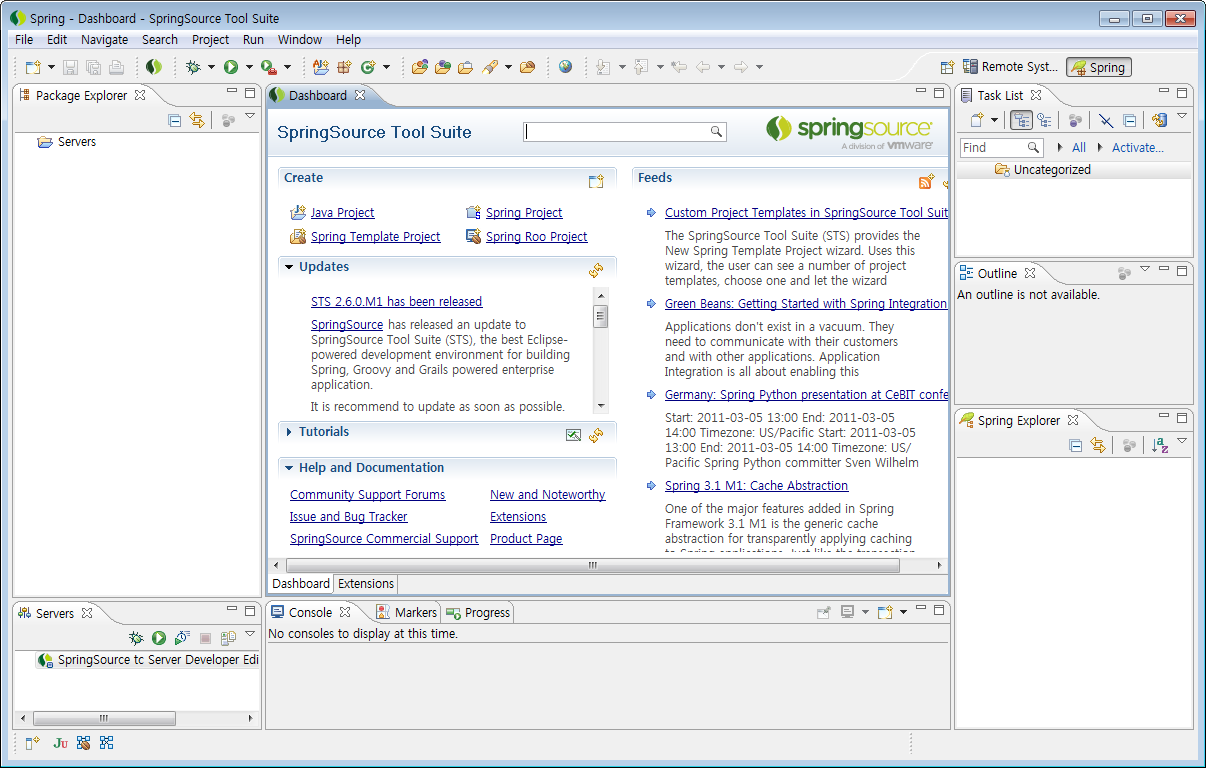 Spring - Dashboard - SpringSource Tool Suite
File Edit Navigate Search Project Run Window Help
Remote Syst... Spring
Package Explorer
Servers
Dashboard
SpringSource Tool Suite
springsource
A division of vmware
Create
Java Project Spring Project
Spring Template Project Spring Roo Project
Updates
STS 2.6.0.M1 has been released
SpringSource has released an update to
SpringSource Tool Suite (STS), the best Eclipse-
powered development environment for building
Spring, Groovy and Grails powered enterprise
application.
It is recommend to update as soon as possible.
Tutorials
Help and Documentation
Community Support Forums New and Noteworthy
Issue and Bug Tracker Extensions
SpringSource Commercial Support Product Page
Feeds
Custom Project Templates in SpringSource Tool Suit
The SpringSource Tool Suite (STS) provides the
New Spring Template Project wizard. Uses this
wizard, the user can see a number of project
templates, choose one and let the wizard
Green Beans: Getting Started with Spring Integration
Applications don't exist in a vacuum. They
need to communicate with their customers
and with other applications. Application
Integration is all about enabling this
Germany: Spring Python presentation at CeBIT confe
Start: 2011-03-05 13:00 End: 2011-03-05
14:00 Timezone: US/Pacific Start: 2011-03-05
13:00 End: 2011-03-05 14:00 Timezone: US/
Pacific Spring Python committer Sven Wilhelm
Spring 3.1 M1: Cache Abstraction
One of the major features added in Spring
Framework 3.1 M1 is the generic cache
abstraction for transparently applying caching
to Spring applications. Just like the transaction
Dashboard Extensions
Task List
Find All Activate...
Uncategorized
Outline
An outline is not available.
Spring Explorer
Servers
SpringSource tc Server Developer Edi
Console Markers Progress
No consoles to display at this time.
Ju